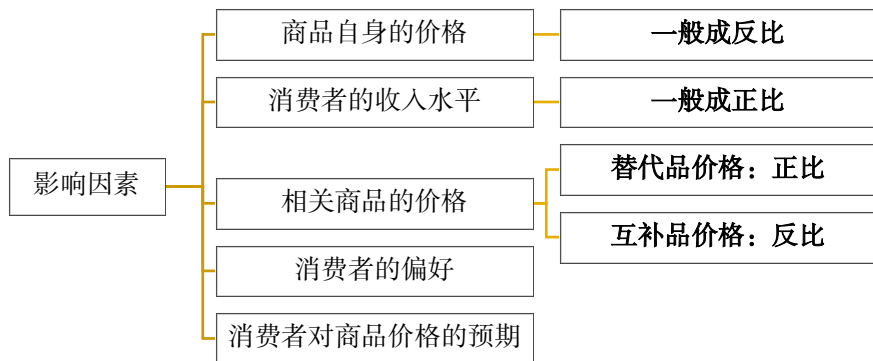 商品自身的价格
一般成反比
消费者的收入水平
一般成正比
影响因素
相关商品的价格
替代品价格：正比
互补品价格：反比
消费者的偏好
消费者对商品价格的预期